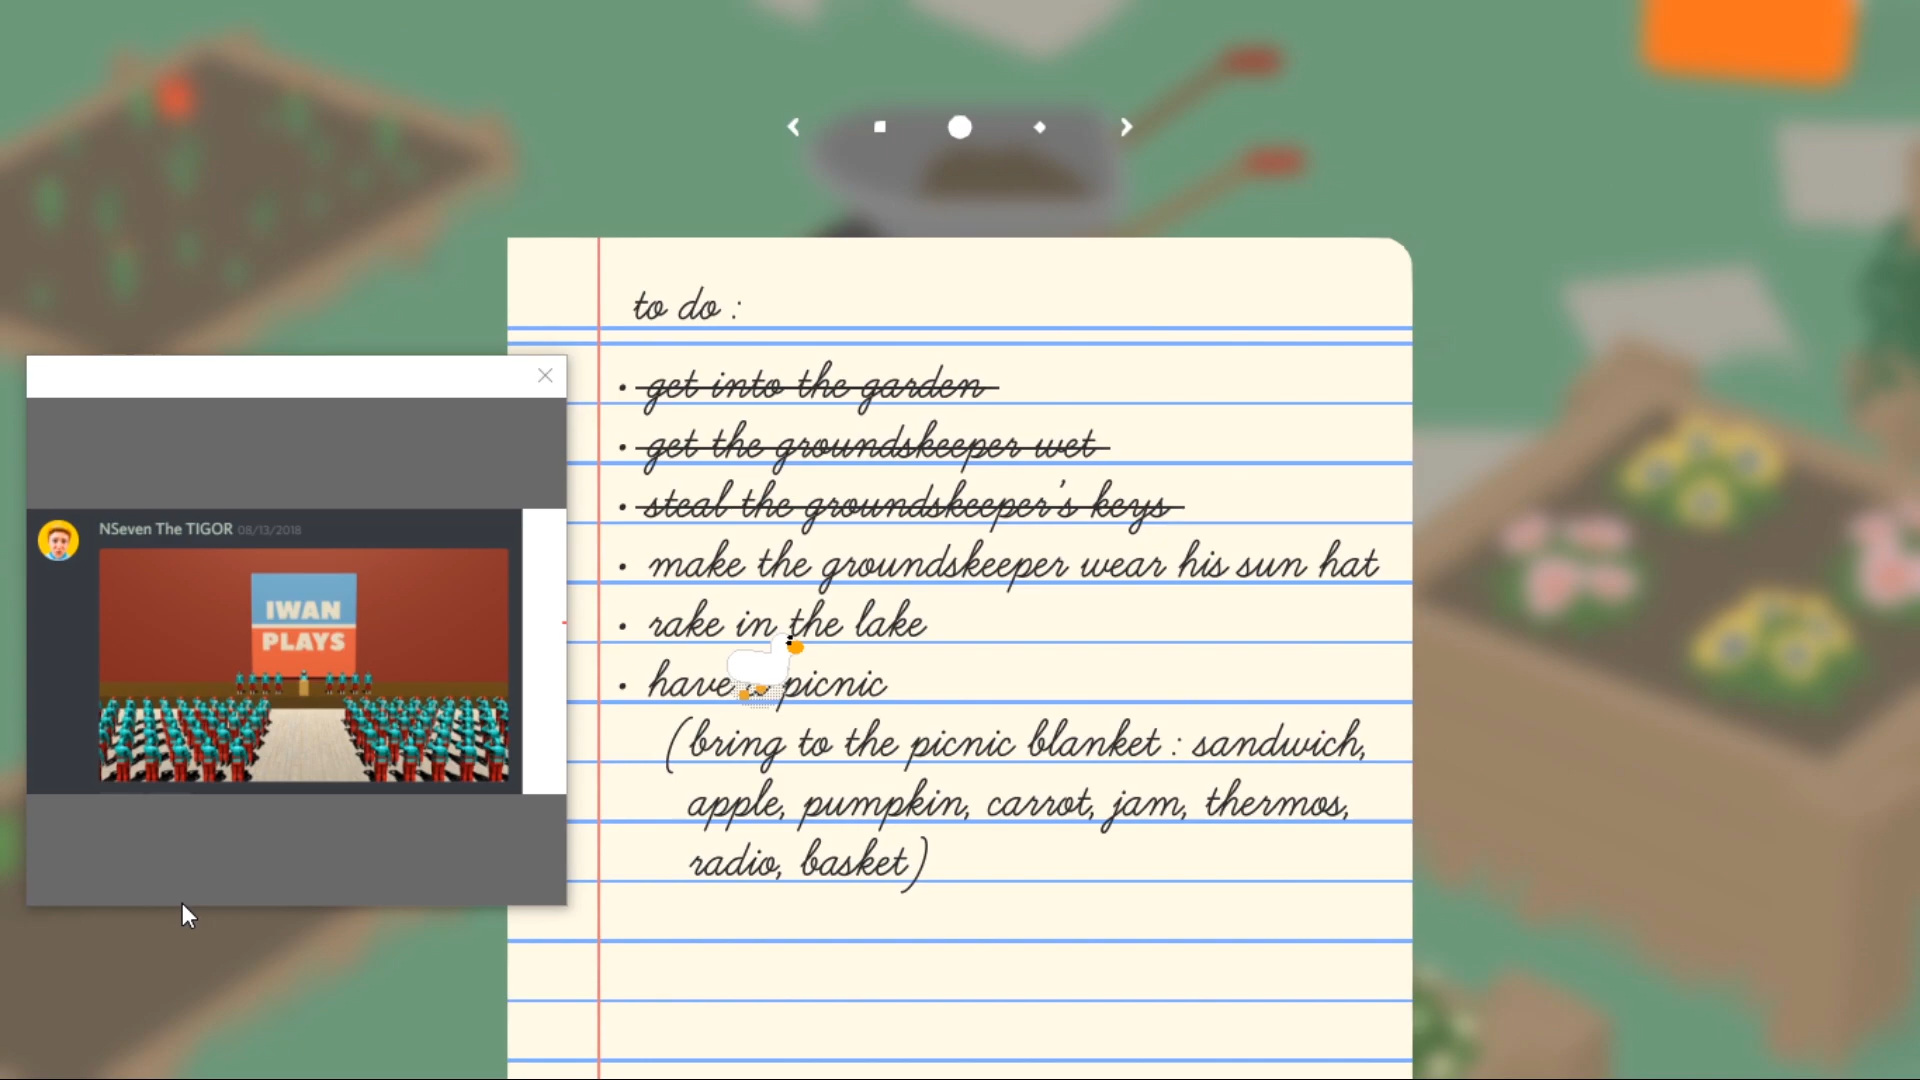 to do :
• get into the garden
• get the groundskeeper wet
• steal the groundskeeper's keys
• make the groundskeeper wear his sun hat
• rake in the lake
• have a picnic
(bring to the picnic blanket : sandwich,
apple, pumpkin, carrot, jam, thermos,
radio, basket)
NSeven The TIGOR 08/13/2018
IWAN
PLAYS